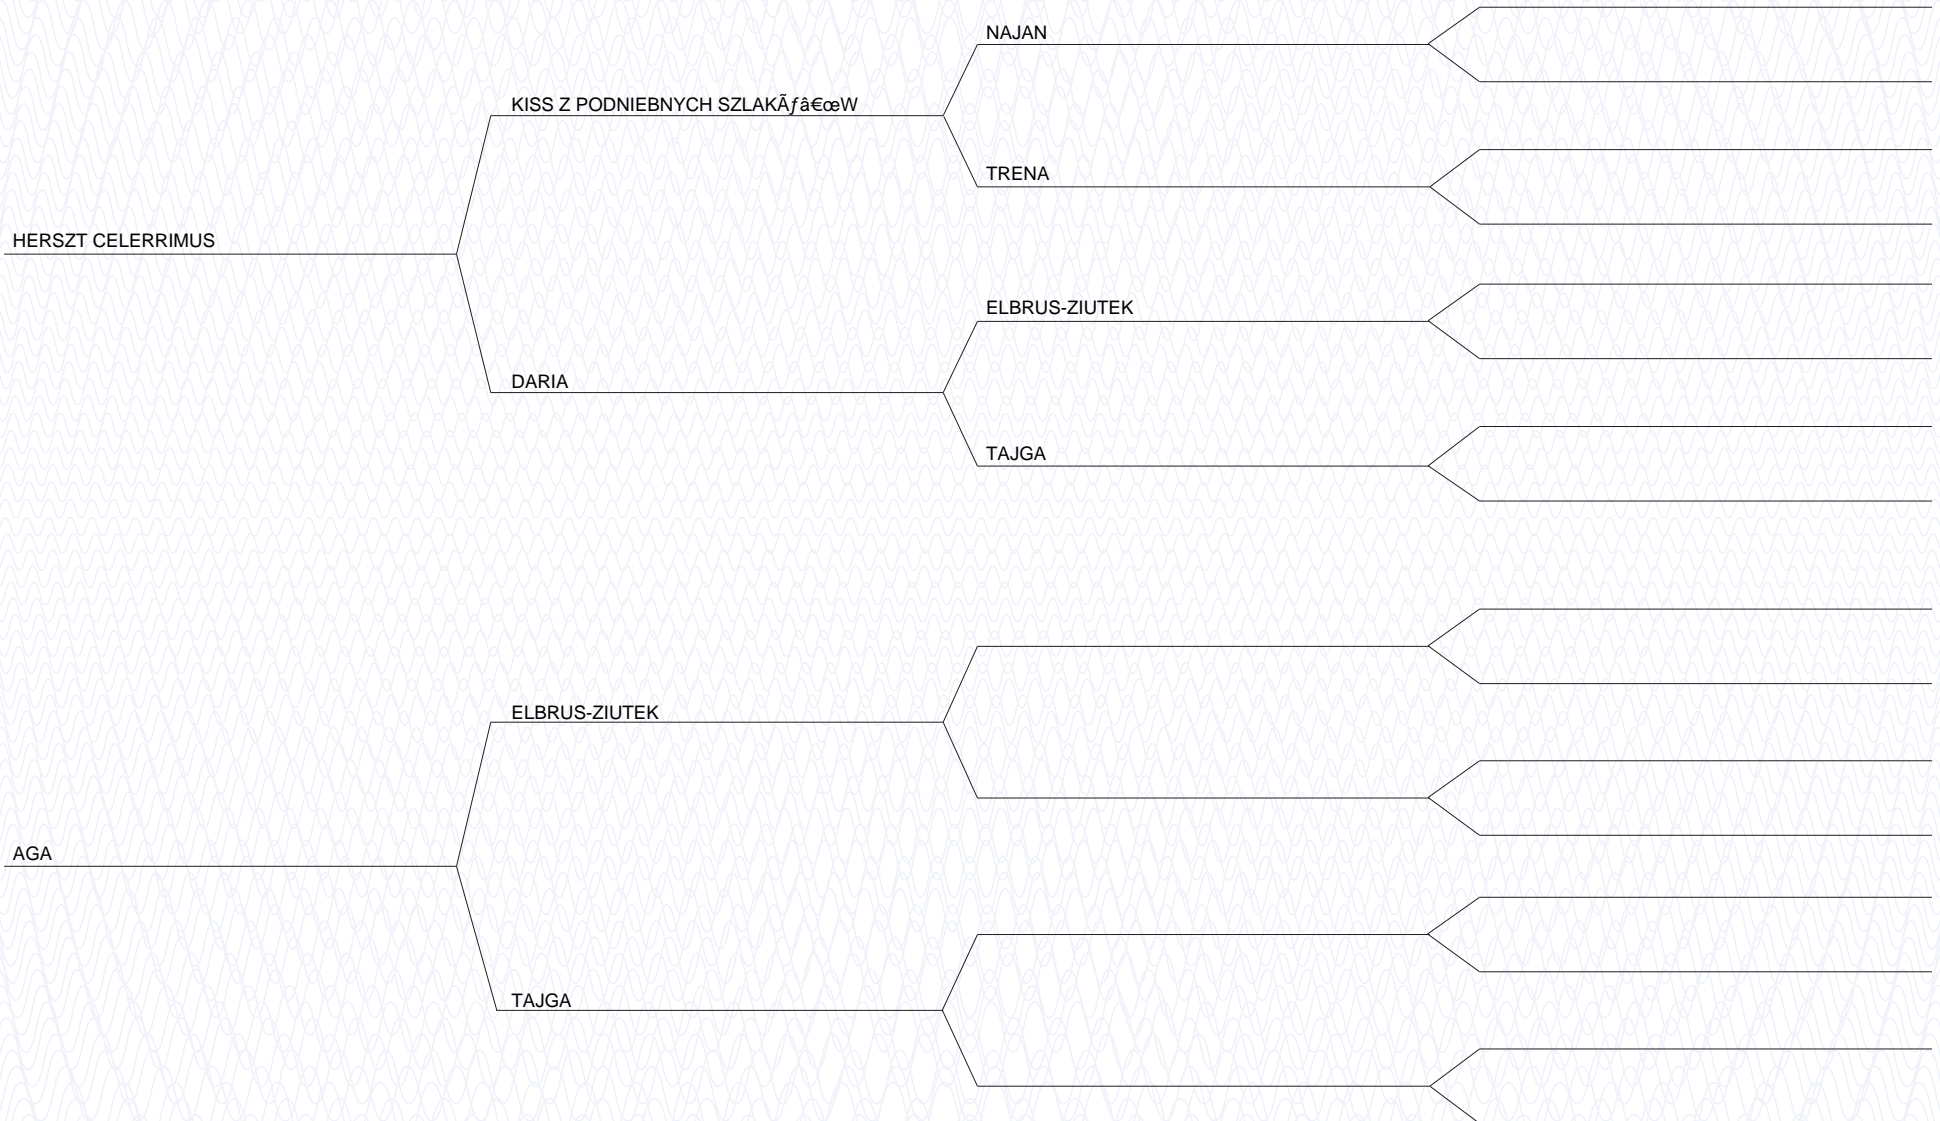 NAJAN
KISS Z PODNIEBNYCH SZLAKÃƒâ€œW
TRENA
HERSZT CELERRIMUS
ELBRUS-ZIUTEK
DARIA
TAJGA
ELBRUS-ZIUTEK
AGA
TAJGA